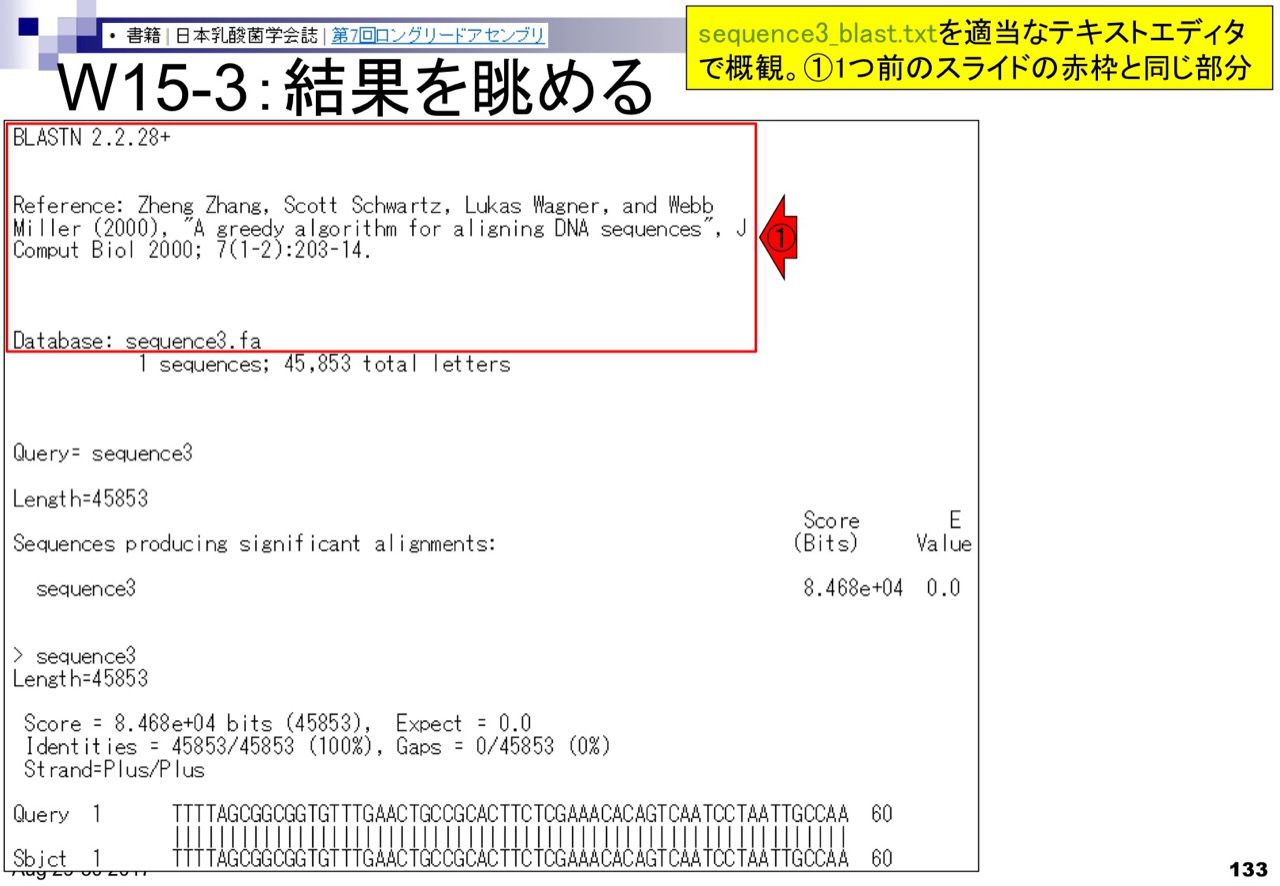 • 書籍 | 日本乳酸菌学会誌 | 第7回ロングリードアセンブリ
W15-3：結果を眺める
sequence3_blast.txtを適当なテキストエディタ
で概観。①1つ前のスライドの赤枠と同じ部分
BLASTN 2.2.28+
Reference: Zheng Zhang, Scott Schwartz, Lukas Wagner, and Webb
Miller (2000), "A greedy algorithm for aligning DNA sequences", J
Comput Biol 2000; 7(1-2):203-14.
①
Database: sequence3.fa
1 sequences; 45,853 total letters
Query= sequence3
Length=45853
Score E
Sequences producing significant alignments: (Bits) Value
sequence3 8.468e+04 0.0
> sequence3
Length=45853
Score = 8.468e+04 bits (45853), Expect = 0.0
Identities = 45853/45853 (100%), Gaps = 0/45853 (0%)
Strand=Plus/Plus
Query 1 TTTTAGCGGCGGTGTTTGAACTGCCGCACTTCTCGAAACACAGTCAATCCTAATTGCCAA 60
||||||||||||||||||||||||||||||||||||||||||||||||||||||||||||
Sbjct 1 TTTTAGCGGCGGTGTTTGAACTGCCGCACTTCTCGAAACACAGTCAATCCTAATTGCCAA 60
133